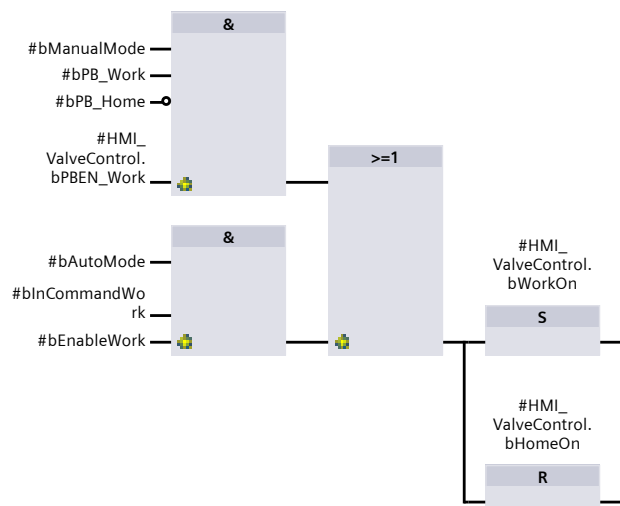 &
#bManualMode
#bPB_Work
#bPB_Home
#HMI_
ValveControl.
bPBEN_Work
>=1
&
#bAutoMode
#bInCommandWo
rk
#bEnableWork
#HMI_
ValveControl.
bWorkOn
S
#HMI_
ValveControl.
bHomeOn
R